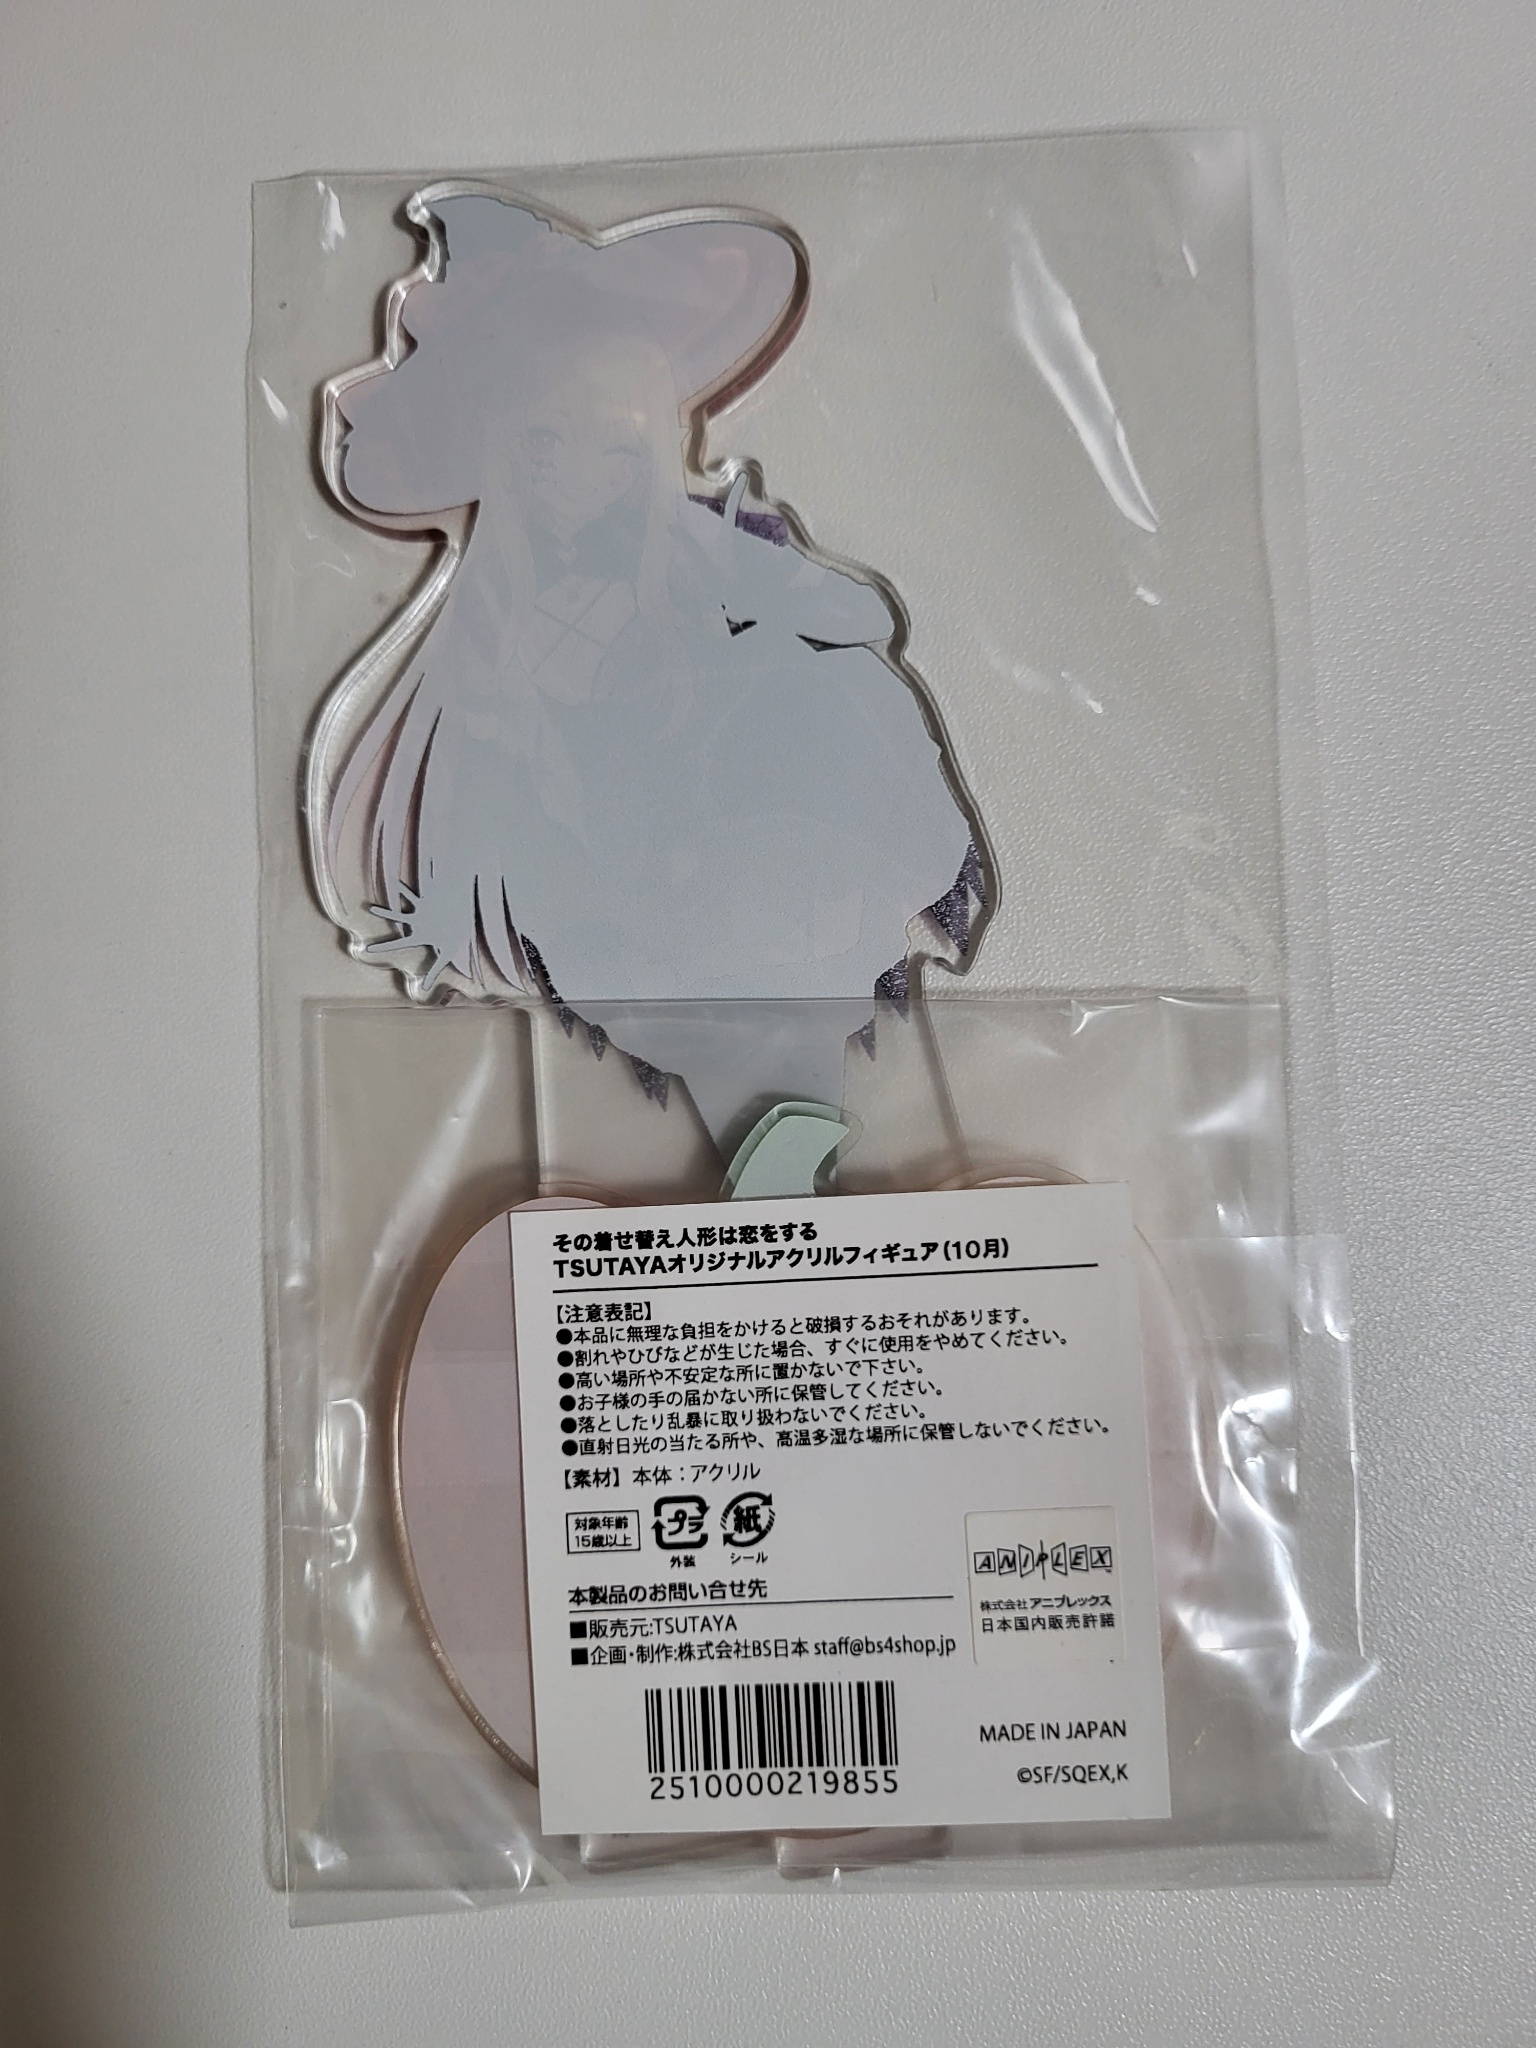 その着せ替え人形は恋をする
TSUTAYAオリジナルアクリルフィギュア(10月)
【注意表記】
●本品に無理な負担をかけると破損するおそれがあります。
●割れやひびなどが生じた場合、すぐに使用をやめてください。
●高い場所や不安定な所に置かないで下さい。
●お子様の手の届かない所に保管してください。
●落としたり乱暴に取り扱わないでください。
●直射日光の当たる所や、高温多湿な場所に保管しないでください。
【素材】本体：アクリル
対象年齢
15歳以上
プラ
外装
紙
シール
ANIPLEX
株式会社アニプレックス
日本国内販売許諾
本製品のお問い合せ先
■販売元:TSUTAYA
■企画・制作:株式会社BS日本 staff@bs4shop.jp
2510000219855
MADE IN JAPAN
©SF/SQEX,K